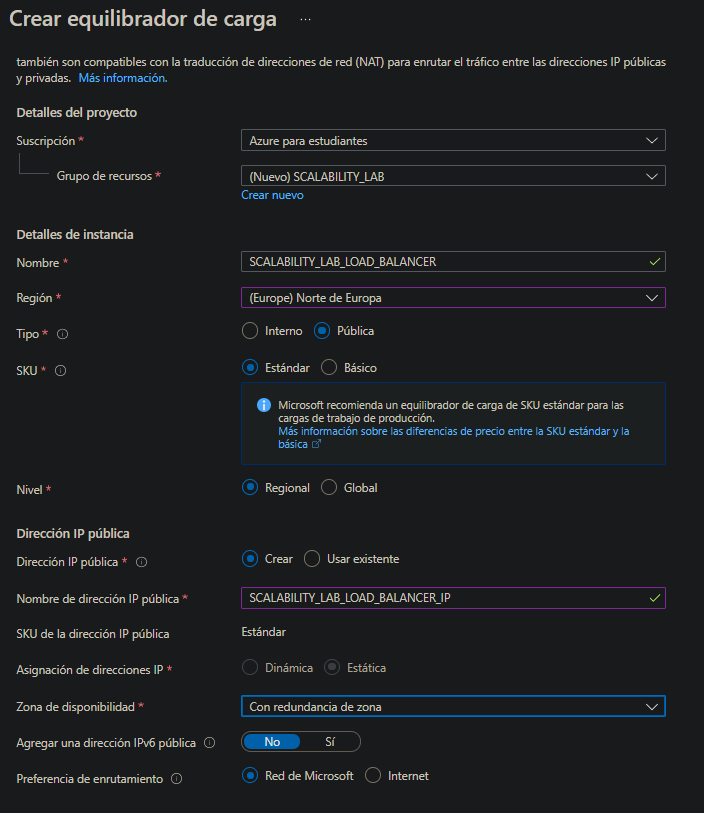 Crear equilibrador de carga ...
también son compatibles con la traducción de direcciones de red (NAT) para enrutar el tráfico entre las direcciones IP públicas
y privadas. Más información.
Detalles del proyecto
Suscripción *
Azure para estudiantes
Grupo de recursos *
(Nuevo) SCALABILITY_LAB
Crear nuevo
Detalles de instancia
Nombre *
SCALABILITY_LAB_LOAD_BALANCER
Región *
(Europe) Norte de Europa
Tipo *
Interno Pública
SKU *
Estándar Básico
Microsoft recomienda un equilibrador de carga de SKU estándar para las
cargas de trabajo de producción.
Más información sobre las diferencias de precio entre la SKU estándar y la
básica
Nivel *
Regional Global
Dirección IP pública
Dirección IP pública *
Crear Usar existente
Nombre de dirección IP pública *
SCALABILITY_LAB_LOAD_BALANCER_IP
SKU de la dirección IP pública
Estándar
Asignación de direcciones IP *
Dinámica Estática
Zona de disponibilidad *
Con redundancia de zona
Agregar una dirección IPv6 pública
No Sí
Preferencia de enrutamiento
Red de Microsoft Internet